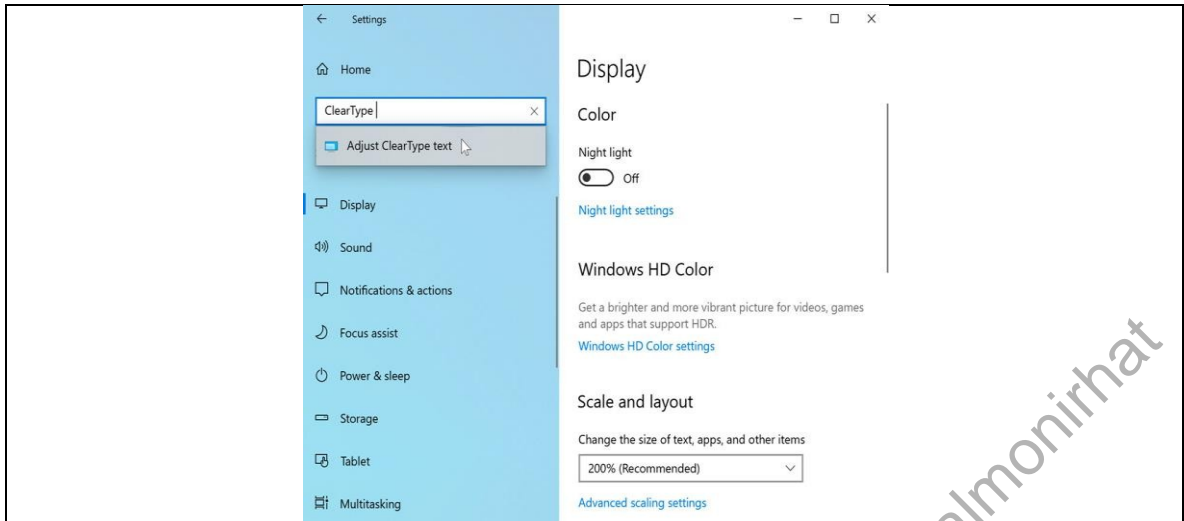 Settings
Home
ClearType
Adjust ClearType text
Display
Sound
Notifications & actions
Focus assist
Power & sleep
Storage
Tablet
Multitasking
Display
Color
Night light
Off
Night light settings
Windows HD Color
Get a brighter and more vibrant picture for videos, games
and apps that support HDR.
Windows HD Color settings
Scale and layout
Change the size of text, apps, and other items
200% (Recommended)
Advanced scaling settings
almonirhat